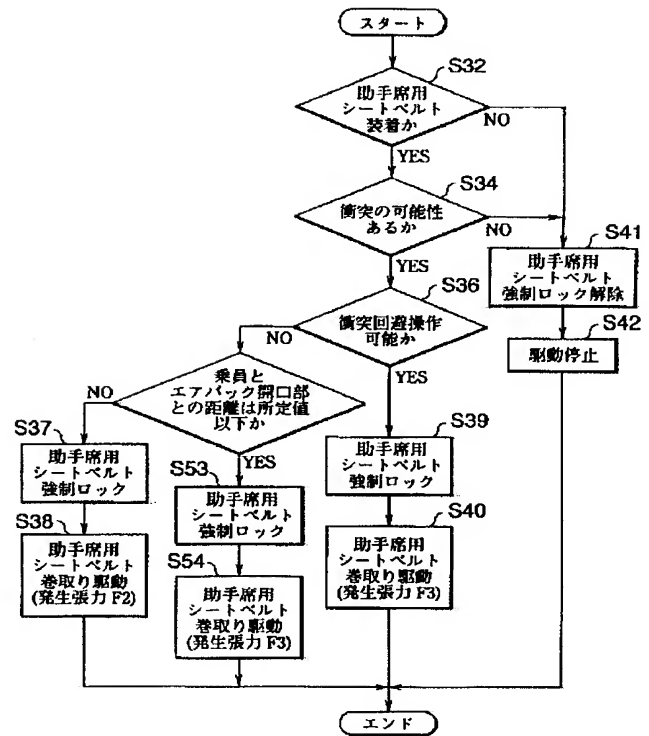 スタート
S32
助手席用
シートベルト
装着か
NO
YES
S34
衝突の可能性
あるか
NO
YES
S41
助手席用
シートベルト
強制ロック解除
S42
駆動停止
S36
衝突回避操作
可能か
NO
YES
乗員と
エアバック開口部
との距離は所定値
以下か
NO
YES
S37
助手席用
シートベルト
強制ロック
S38
助手席用
シートベルト
巻取り駆動
(発生張力 F2)
S53
助手席用
シートベルト
強制ロック
S54
助手席用
シートベルト
巻取り駆動
(発生張力 F3)
S39
助手席用
シートベルト
強制ロック
S40
助手席用
シートベルト
巻取り駆動
(発生張力 F3)
エンド